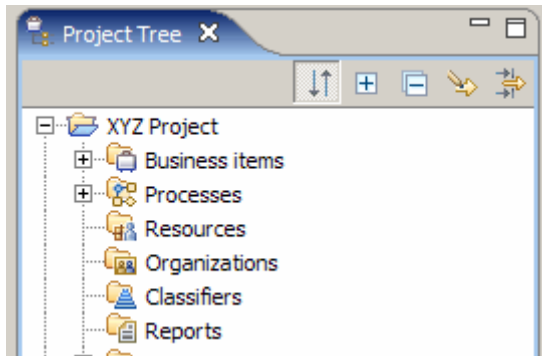 Project Tree
XYZ Project
Business items
Processes
Resources
Organizations
Classifiers
Reports